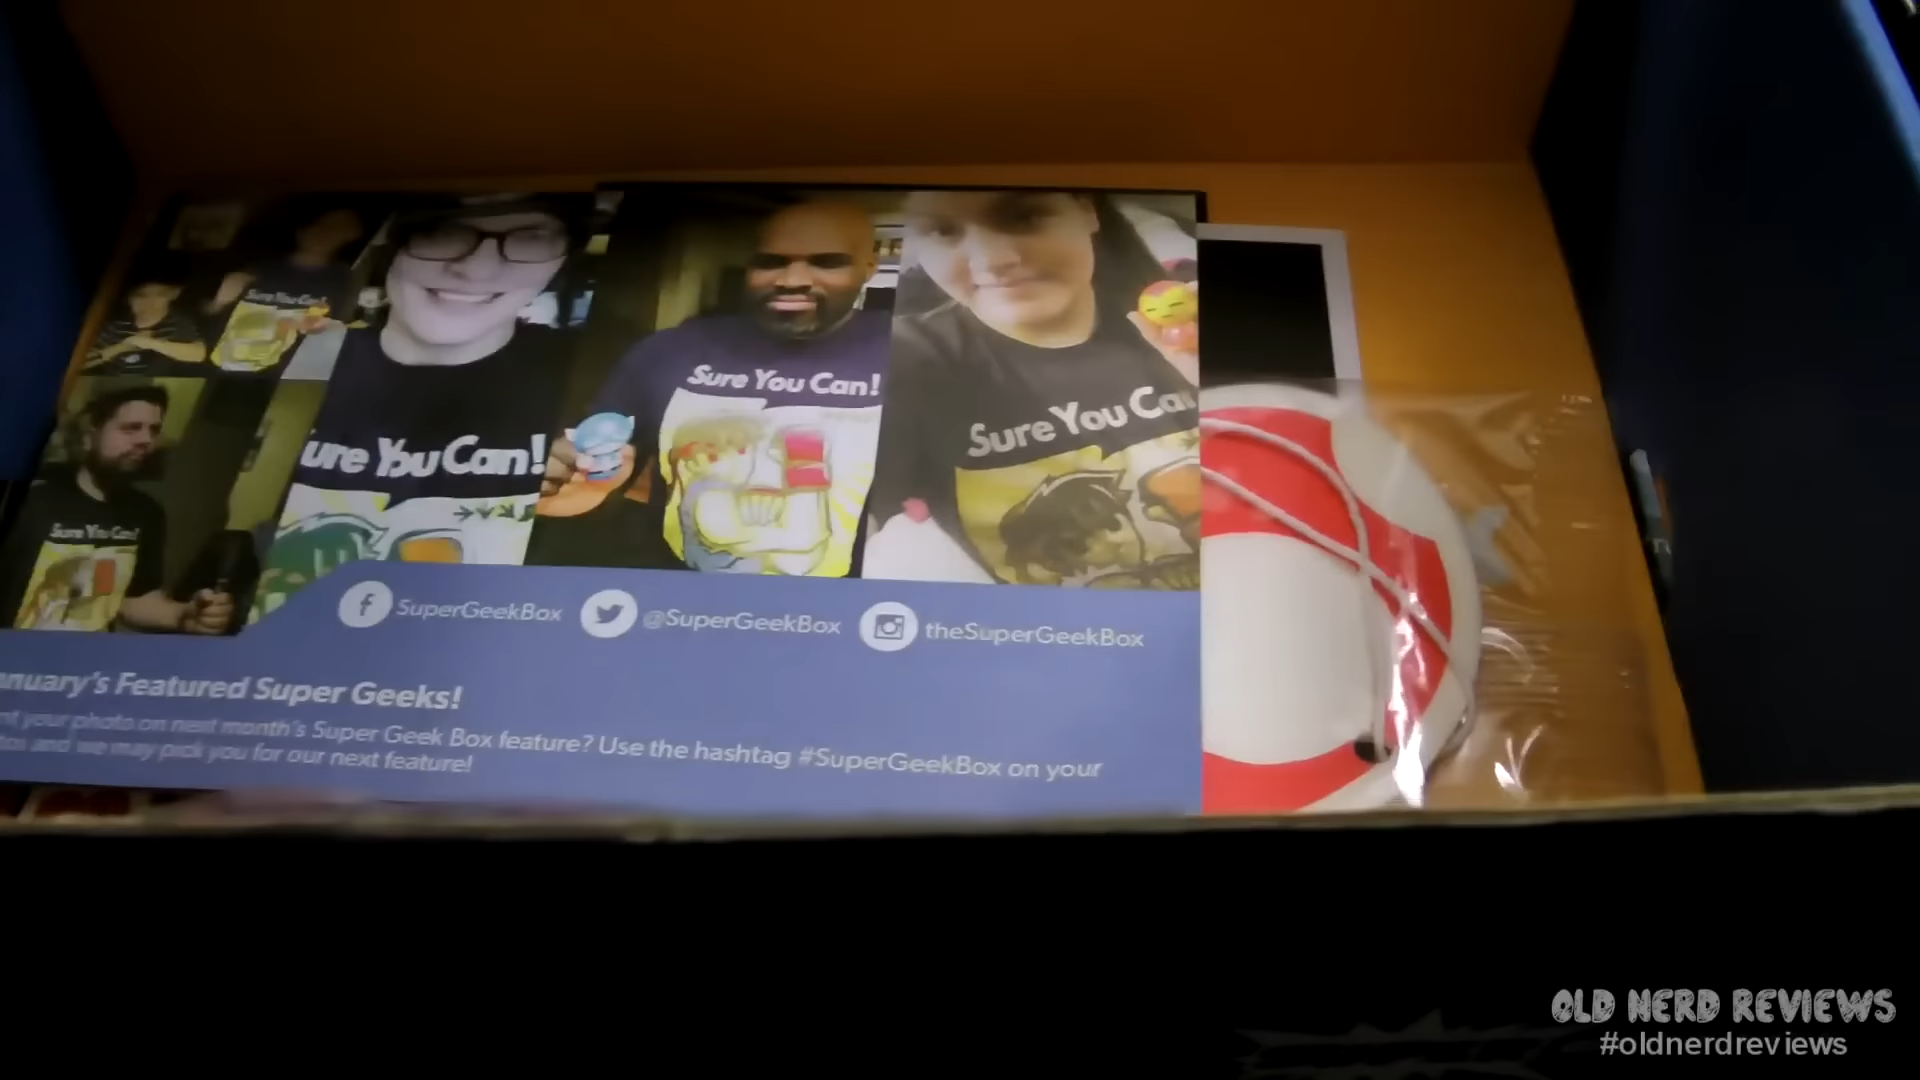 Sure You Can!
Sure You Can!
ure You Can!
Sure You Can!
Sure You Ca
SuperGeekBox
@SuperGeekBox
theSuperGeekBox
nuary's Featured Super Geeks!
your photo on next month's Super Geek Box feature? Use the hashtag #SuperGeekBox on your
and we may pick you for our next feature!
OLD NERD REVIEWS
#oldnerdreviews